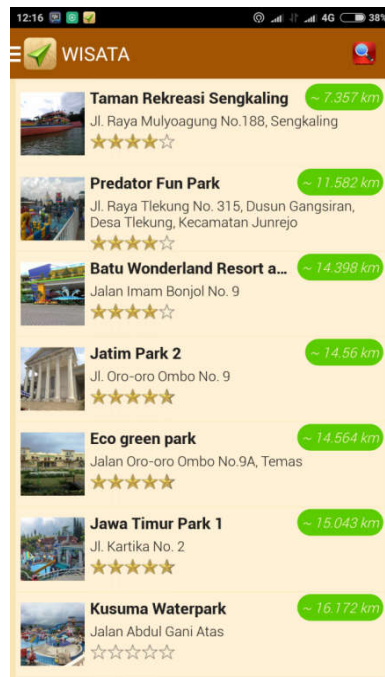 12:16 4G 38%
WISATA
Taman Rekreasi Sengkaling ~ 7.357 km
Jl. Raya Mulyoagung No.188, Sengkaling
Predator Fun Park ~ 11.582 km
Jl. Raya Tlekung No. 315, Dusun Gangsiran,
Desa Tlekung, Kecamatan Junrejo
Batu Wonderland Resort a... ~ 14.398 km
Jalan Imam Bonjol No. 9
Jatim Park 2 ~ 14.56 km
Jl. Oro-oro Ombo No. 9
Eco green park ~ 14.564 km
Jalan Oro-oro Ombo No.9A, Temas
Jawa Timur Park 1 ~ 15.043 km
Jl. Kartika No. 2
Kusuma Waterpark ~ 16.172 km
Jalan Abdul Gani Atas